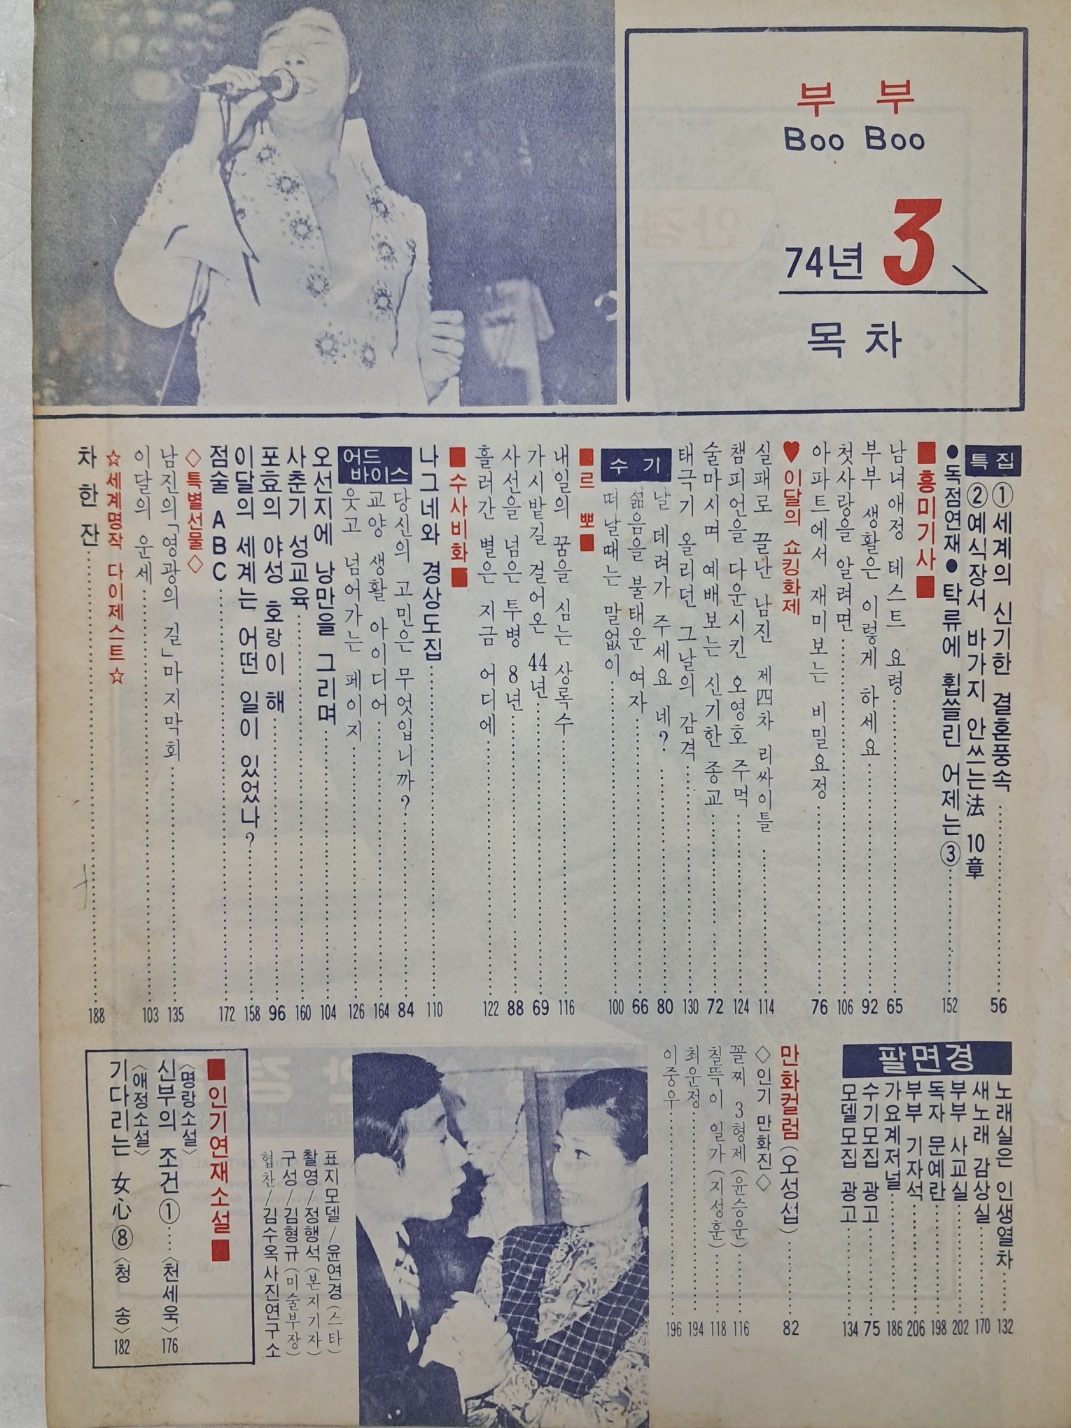 부 부
Boo Boo
74년 3
목 차
특집
①세계의 신기한 결혼풍속 56
②예식장서 바가지 안쓰는法 10章
●독점연재● 탁류에 휩쓸린 어제는③ 152
■흥미기사■
남녀애정 테스트 요령 65
부부 생활은 이렇게 하세요 92
첫사랑을 알려면 106
아파트에서 재미보는 비밀요정 76
♥이달의 쇼킹화제
실패로 끝난 남진 제四차 리싸이틀 114
챔피언을 다운시킨 오영호 주먹 124
술마시며 예배보는 신기한 종교 72
태극기 올리던 그날의 감격 130
수 기
날 데려가 주세요 네? 80
젊음을 불태운 여자 66
떠날때는 말없이 100
■르 뽀■
내일의 꿈을 심는 상록수 116
가시밭길 걸어온 44년 69
사선을 넘은 투병 8년 88
흘러간 별은 지금 어디에 122
■수사비화■
나그네와 경상도집 110
어드바이스
당신의 고민은 무엇입니까? 84
교양 생활 아이디어 164
웃고 넘어가는 페이지 126
오선지에 낭만을 그리며 104
사춘기 성교육 160
포효의 야성 호랑이 해 96
이달의 세계는 어떤 일이 있었나? 158
점술 ABC 172
◇특별선물◇
남진의「영광의 길」마지막회 135
이달의 운세 103
☆세계명작 다이제스트☆
차 한 잔 188
팔면경
노래실은 인생열차 132
새노래 감상실 170
부부 사교실 202
독자 문예란 198
부부 기자석 206
가요계저널 186
수기모집 광고 75
모델모집 광고 134
만화컬럼(오성섭) 82
◇인기 만화진◇
꼴찌 3형제(윤승운) 116
칠뜩이 일가(지성훈) 118
최운정 194
이중우 196
표지모델/윤연경(스타)
촬영/정행석(본지기자)
구성/김형규(미술부장)
협찬/김수옥사진연구소
■인기연재소설■
〈명랑소설〉
신부의 조건①〈천세욱〉176
〈애정소설〉
기다리는 女心⑧〈청 송〉182